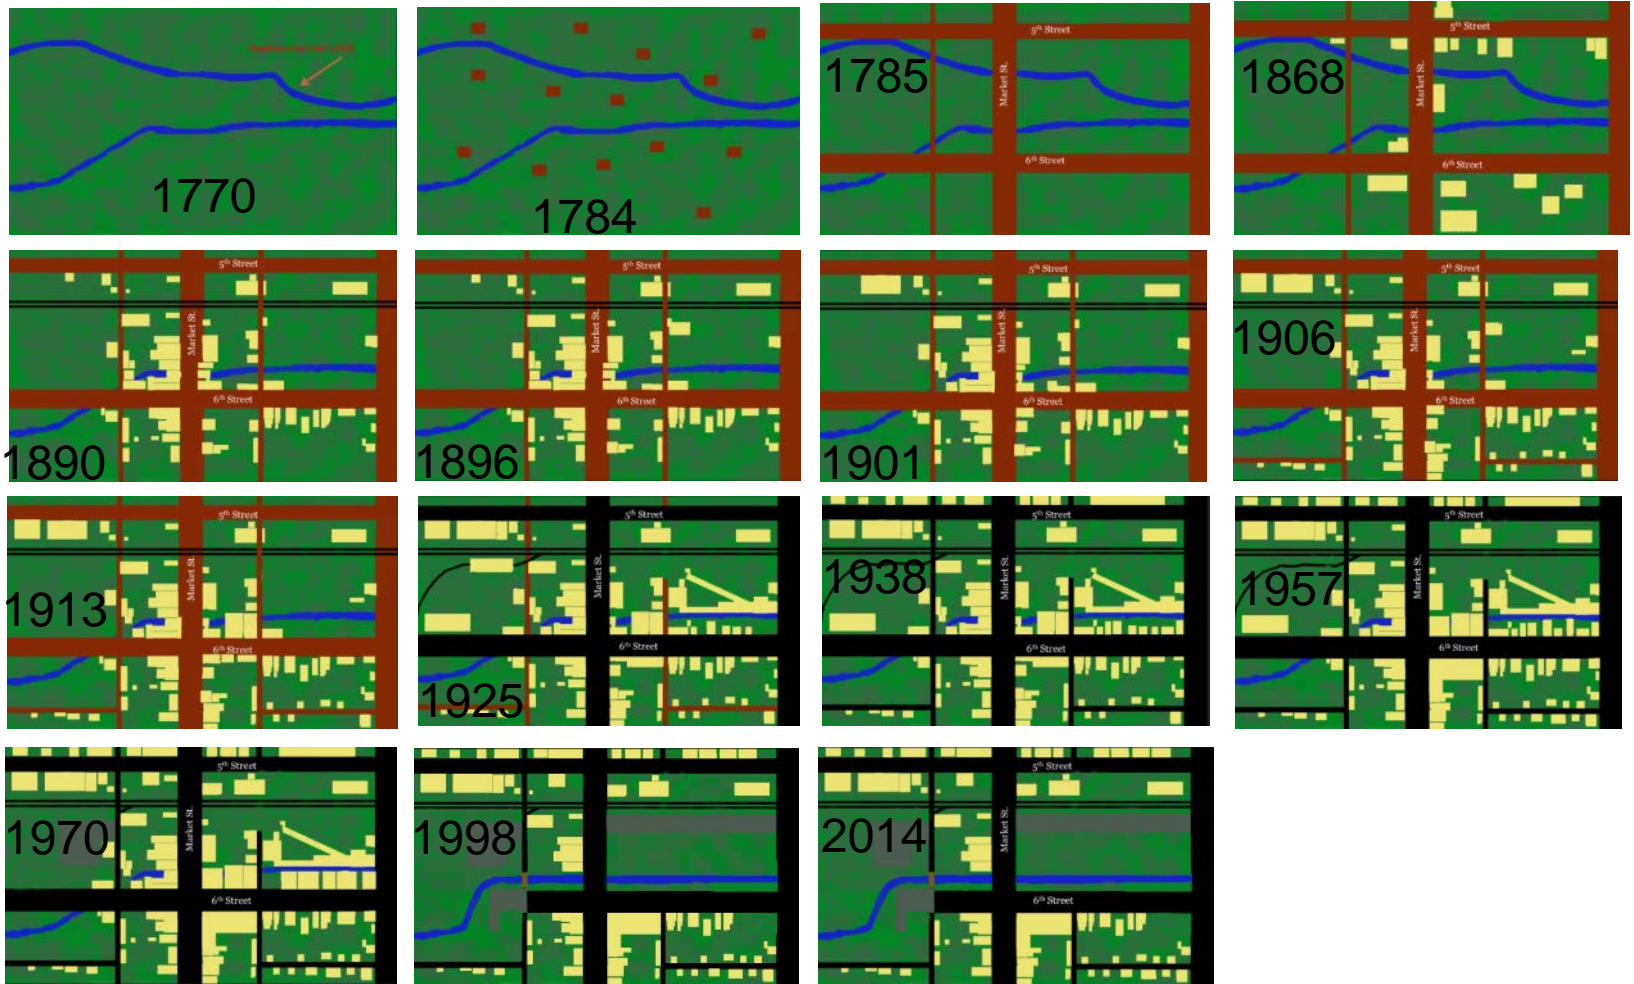 1770
1784
5th Street
1785
Market St.
6th Street
5th Street
1868
Market St.
6th Street
5th Street
Market St.
6th Street
1890
5th Street
Market St.
6th Street
1896
5th Street
Market St.
6th Street
1901
5th Street
1906
Market St.
6th Street
5th Street
Market St.
1913
6th Street
5th Street
Market St.
6th Street
1925
5th Street
1938
Market St.
6th Street
5th Street
Market St.
1957
6th Street
5th Street
1970
Market St.
6th Street
1998
5th Street
2014
Market St.
6th Street